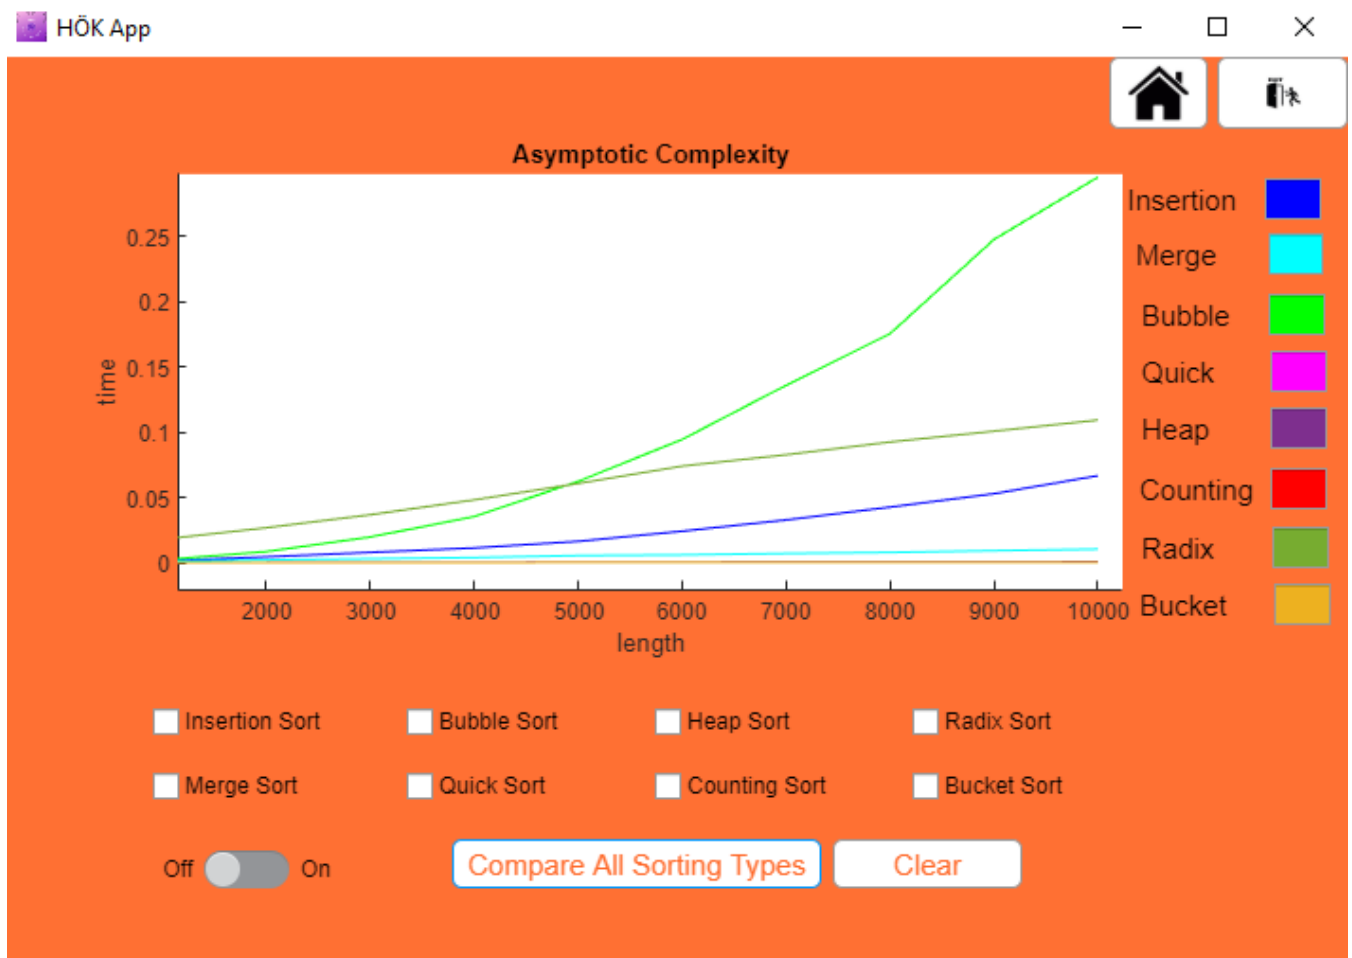 HÖK App
Asymptotic Complexity
0.25
0.2
0.15
0.1
0.05
0
time
2000 3000 4000 5000 6000 7000 8000 9000 10000
length
Insertion
Merge
Bubble
Quick
Heap
Counting
Radix
Bucket
Insertion Sort Bubble Sort Heap Sort Radix Sort
Merge Sort Quick Sort Counting Sort Bucket Sort
Off On Compare All Sorting Types Clear